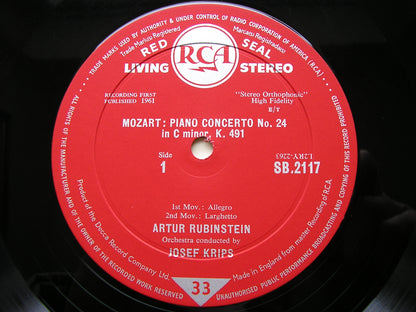 TRADE MARKS USED BY AUTHORITY AND UNDER CONTROL OF RADIO CORPORATION OF AMERICA (RCA)
Trade Marks Registered
Marcas Registradas
RED RCA SEAL
LIVING STEREO
RECORDING FIRST
PUBLISHED 1961
"Stereo Orthophonic"
High Fidelity
E/T
MOZART: PIANO CONCERTO No. 24
in C minor, K. 491
Side
1
L2RY-2263
SB.2117
1st Mov.: Allegro
2nd Mov.: Larghetto
ARTUR RUBINSTEIN
Orchestra conducted by
JOSEF KRIPS
Product of the Decca Record Company Ltd.
Made in England from master Recording of R.C.A.
33
ALL RIGHTS OF THE MANUFACTURER AND OF THE OWNER OF THE RECORDED WORK RESERVED
UNAUTHORISED PUBLIC PERFORMANCE BROADCASTING AND COPYING OF THIS RECORD PROHIBITED